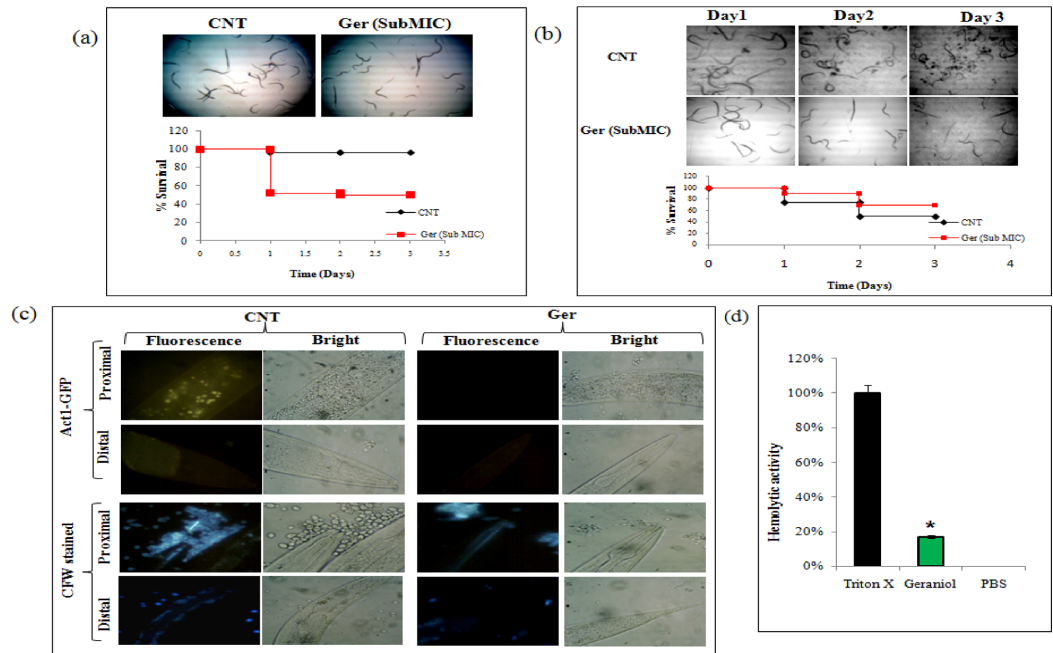 (a)
CNT Ger (SubMIC)
120
100
80
60
40
20
0
% Survival
CNT
Ger (Sub MIC)
0 0.5 1 1.5 2 2.5 3 3.5
Time (Days)
(b)
Day1 Day2 Day 3
CNT
Ger (SubMIC)
100
80
60
40
20
0
% Survival
CNT
Ger (Sub MIC)
0 1 2 3 4
Time (Days)
(c)
CNT Ger
Fluorescence Bright Fluorescence Bright
Act1-GFP
Proximal
Distal
CFW stained
Proximal
Distal
(d)
120%
100%
80%
60%
40%
20%
0%
Hemolytic activity
*
Triton X Geraniol PBS